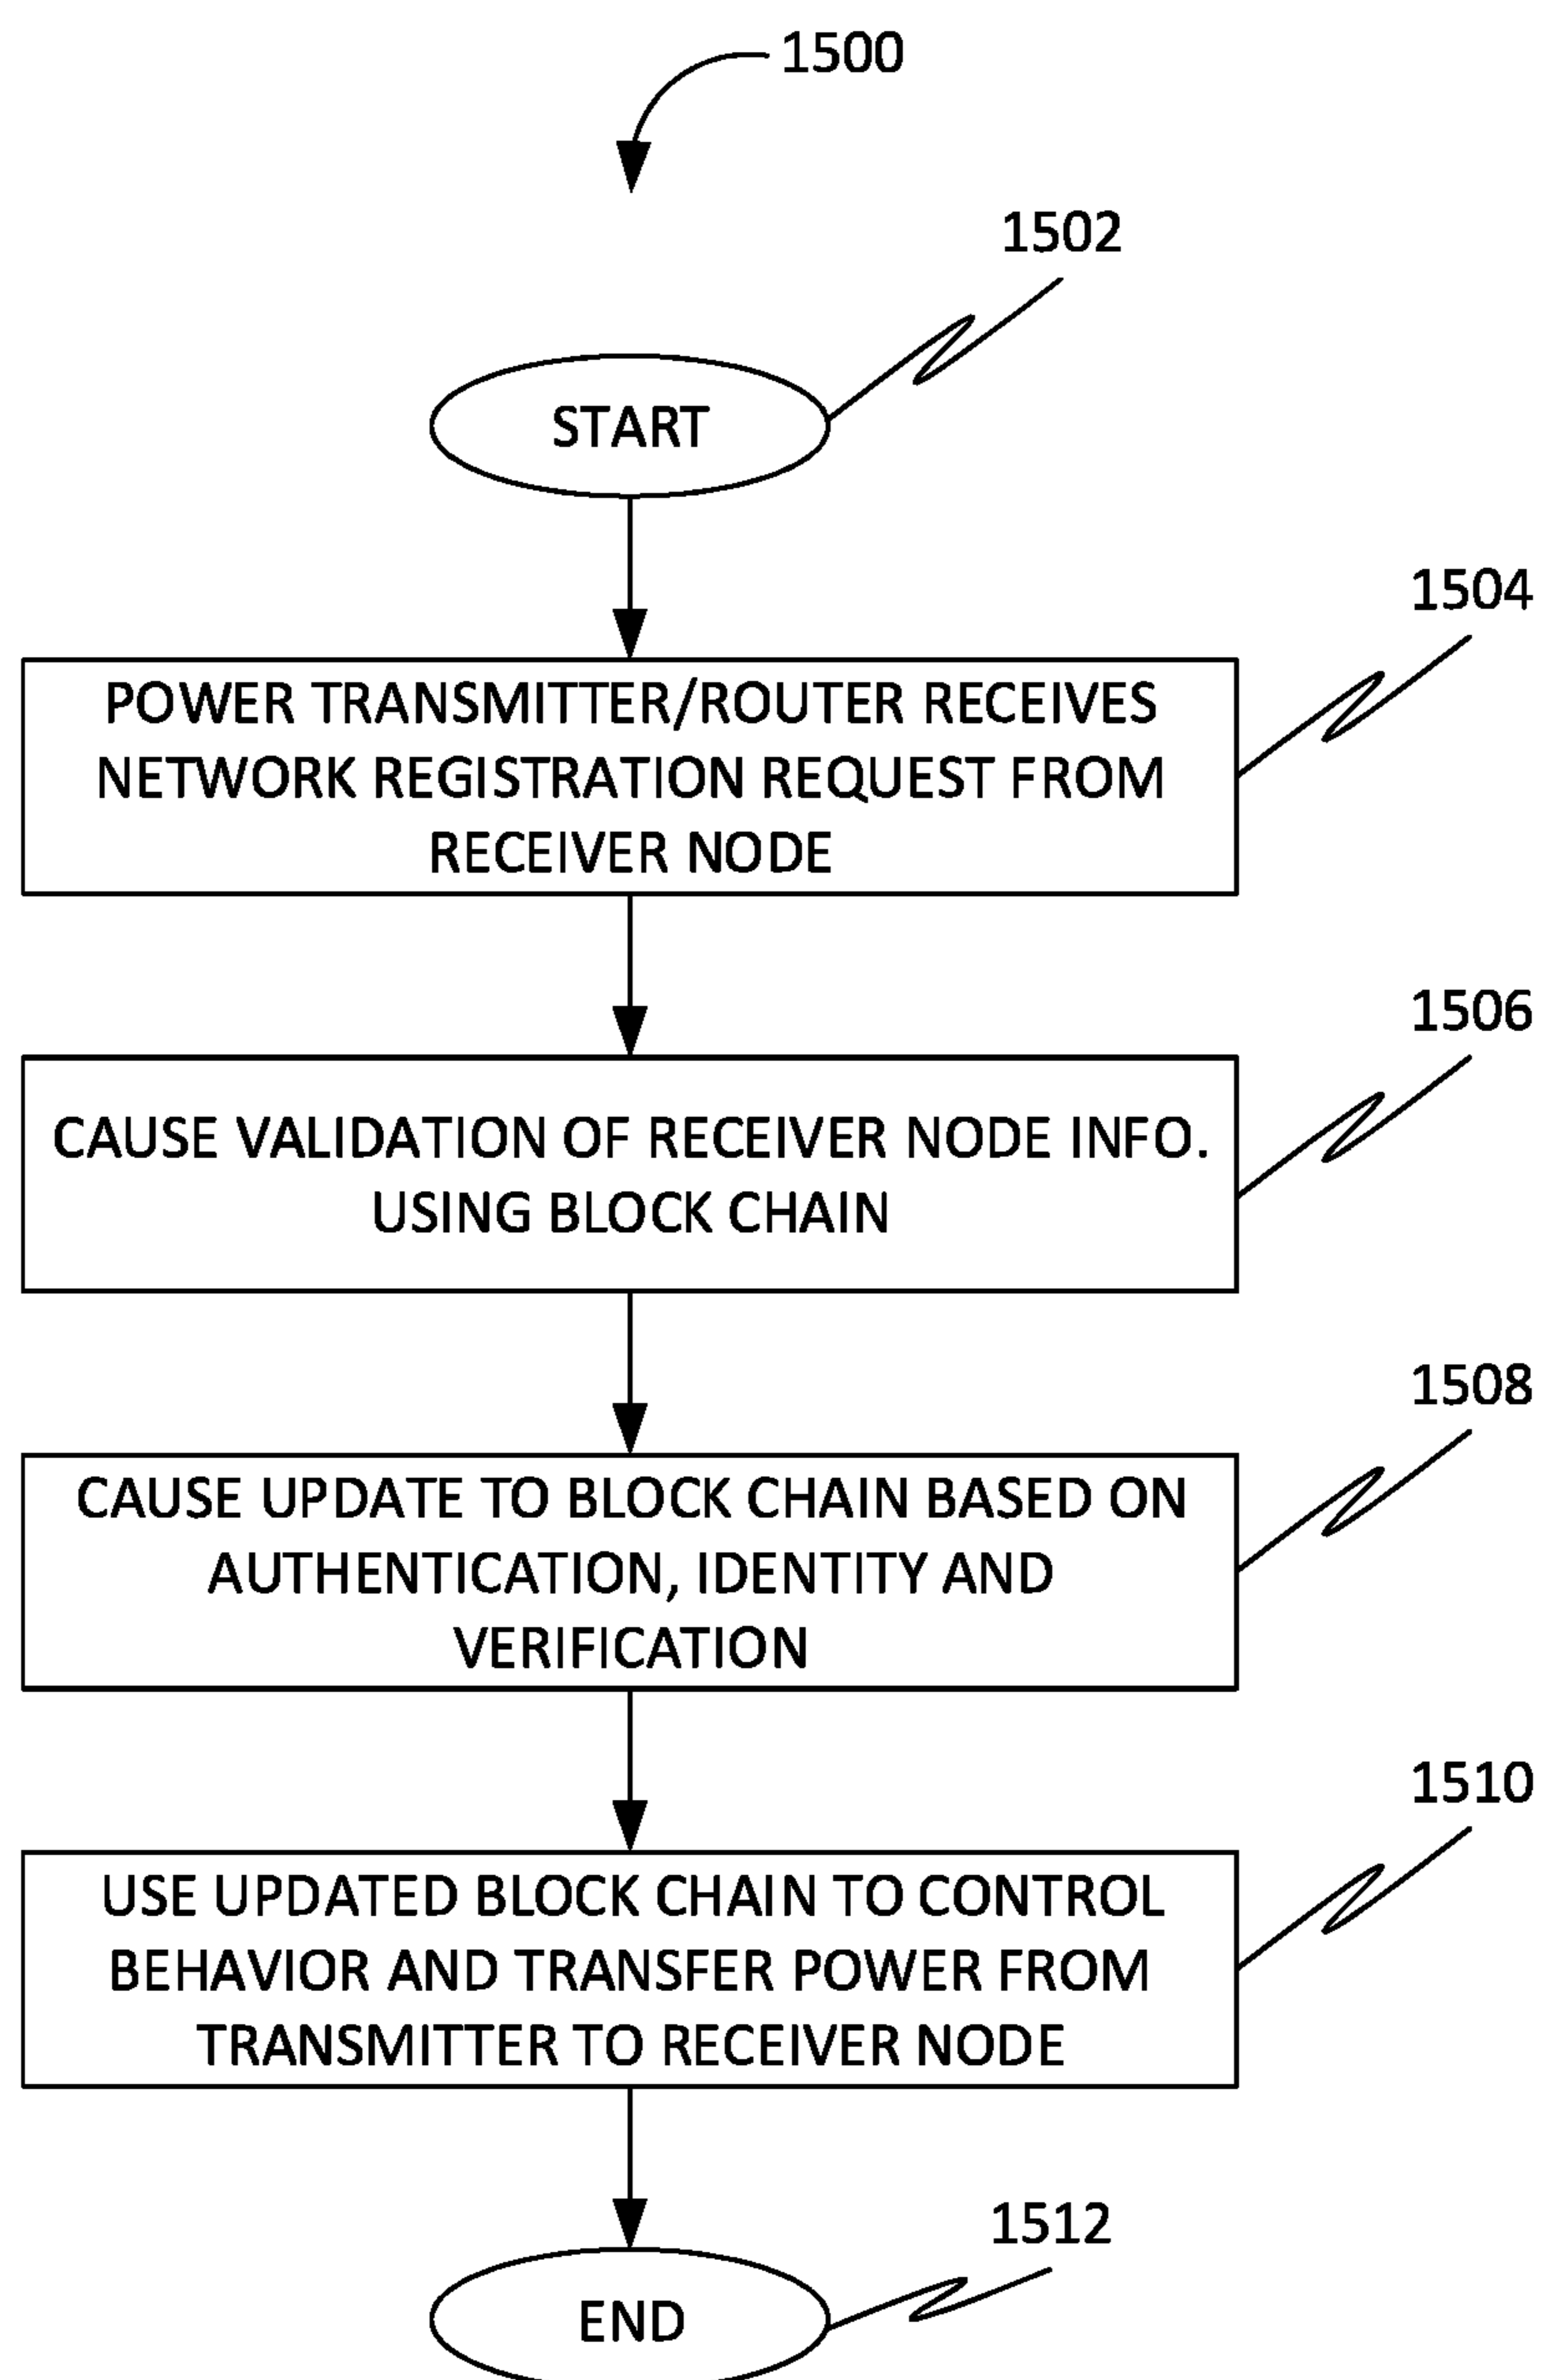 1500
1502
START
1504
POWER TRANSMITTER/ROUTER RECEIVES
NETWORK REGISTRATION REQUEST FROM
RECEIVER NODE
1506
CAUSE VALIDATION OF RECEIVER NODE INFO.
USING BLOCK CHAIN
1508
CAUSE UPDATE TO BLOCK CHAIN BASED ON
AUTHENTICATION, IDENTITY AND
VERIFICATION
1510
USE UPDATED BLOCK CHAIN TO CONTROL
BEHAVIOR AND TRANSFER POWER FROM
TRANSMITTER TO RECEIVER NODE
1512
END